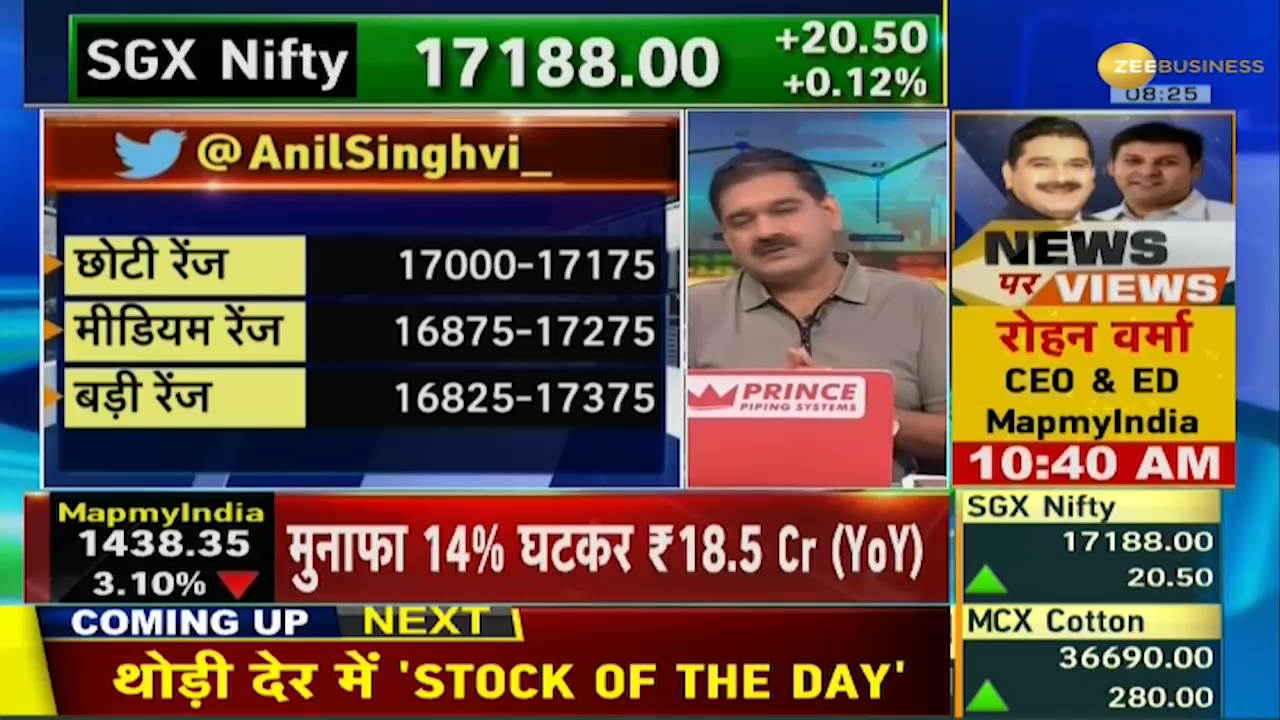 SGX Nifty 17188.00 +20.50
+0.12%
ZEEBUSINESS
08:25
@AnilSinghvi_
छोटी रेंज 17000-17175
मीडियम रेंज 16875-17275
बड़ी रेंज 16825-17375
PRINCE
PIPING SYSTEMS
NEWS
पर VIEWS
रोहन वर्मा
CEO & ED
MapmyIndia
10:40 AM
MapmyIndia
1438.35
3.10%
मुनाफा 14% घटकर ₹18.5 Cr (YoY)
COMING UP NEXT
थोड़ी देर में 'STOCK OF THE DAY'
SGX Nifty
17188.00
20.50
MCX Cotton
36690.00
280.00